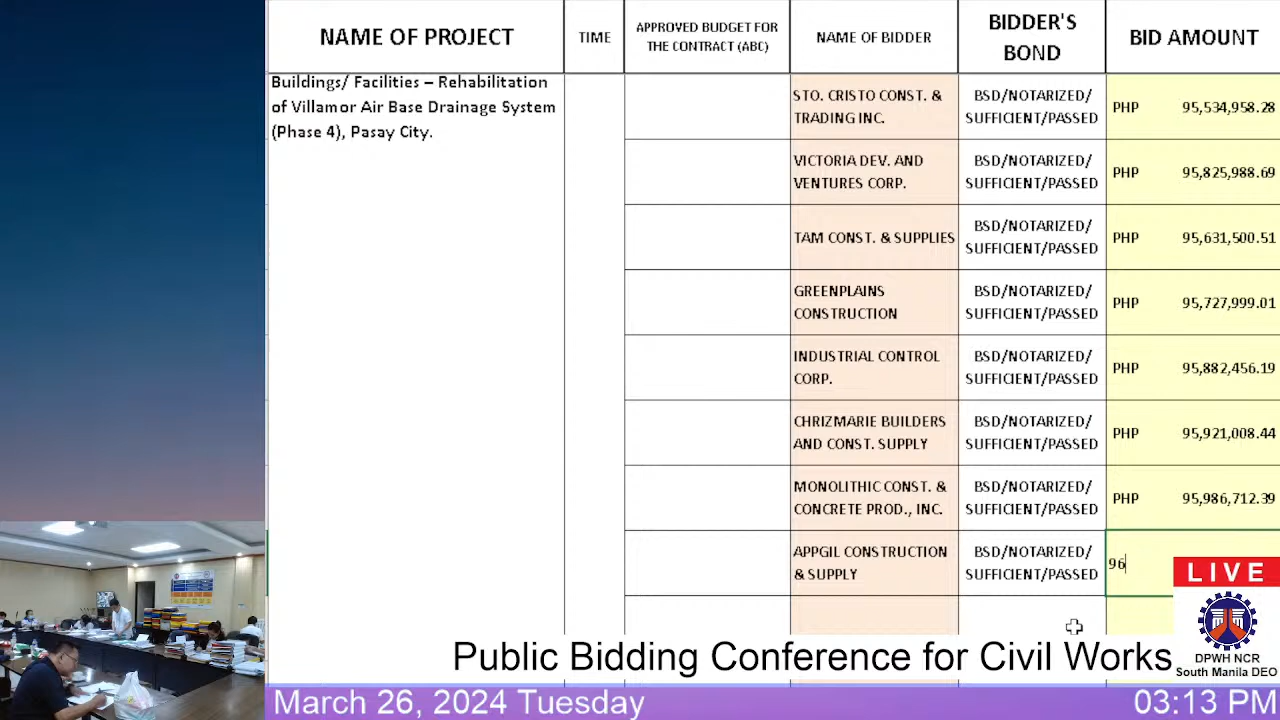 NAME OF PROJECT
TIME
APPROVED BUDGET FOR
THE CONTRACT (ABC)
NAME OF BIDDER
BIDDER'S
BOND
BID AMOUNT
Buildings/ Facilities – Rehabilitation
of Villamor Air Base Drainage System
(Phase 4), Pasay City.
STO. CRISTO CONST. &
TRADING INC.
BSD/NOTARIZED/
SUFFICIENT/PASSED
PHP 95,534,958.28
VICTORIA DEV. AND
VENTURES CORP.
BSD/NOTARIZED/
SUFFICIENT/PASSED
PHP 95,825,988.69
TAM CONST. & SUPPLIES
BSD/NOTARIZED/
SUFFICIENT/PASSED
PHP 95,631,500.51
GREENPLAINS
CONSTRUCTION
BSD/NOTARIZED/
SUFFICIENT/PASSED
PHP 95,727,999.01
INDUSTRIAL CONTROL
CORP.
BSD/NOTARIZED/
SUFFICIENT/PASSED
PHP 95,882,456.19
CHRIZMARIE BUILDERS
AND CONST. SUPPLY
BSD/NOTARIZED/
SUFFICIENT/PASSED
PHP 95,921,008.44
MONOLITHIC CONST. &
CONCRETE PROD., INC.
BSD/NOTARIZED/
SUFFICIENT/PASSED
PHP 95,986,712.39
APPGIL CONSTRUCTION
& SUPPLY
BSD/NOTARIZED/
SUFFICIENT/PASSED
96
LIVE
DPWH NCR
South Manila DEO
Public Bidding Conference for Civil Works
March 26, 2024 Tuesday
03:13 PM